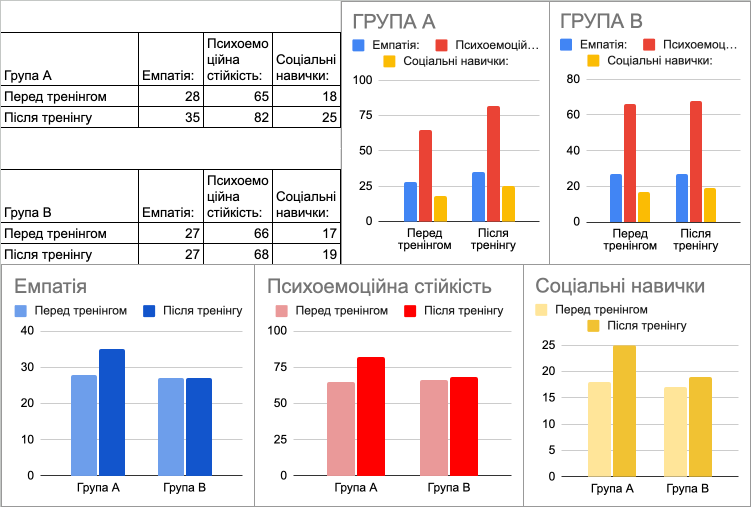 Група А
Емпатія:
Психоемо
ційна
стійкість:
Соціальні
навички:
Перед тренінгом 28 65 18
Після тренінгу 35 82 25
Група В
Емпатія:
Психоемо
ційна
стійкість:
Соціальні
навички:
Перед тренінгом 27 66 17
Після тренінгу 27 68 19
ГРУПА А
Емпатія: Психоемоцій…
Соціальні навички:
100
75
50
25
0
Перед
тренінгом
Після
тренінгу
ГРУПА В
Емпатія: Психоемоц…
Соціальні навички:
80
60
40
20
0
Перед
тренінгом
Після
тренінгу
Емпатія
Перед тренінгом Після тренінгу
40
30
20
10
0
Група А Група В
Психоемоційна стійкість
Перед тренінгом Після тренінгу
100
75
50
25
0
Група А Група В
Соціальні навички
Перед тренінгом
Після тренінгу
25
20
15
10
5
0
Група А Група В